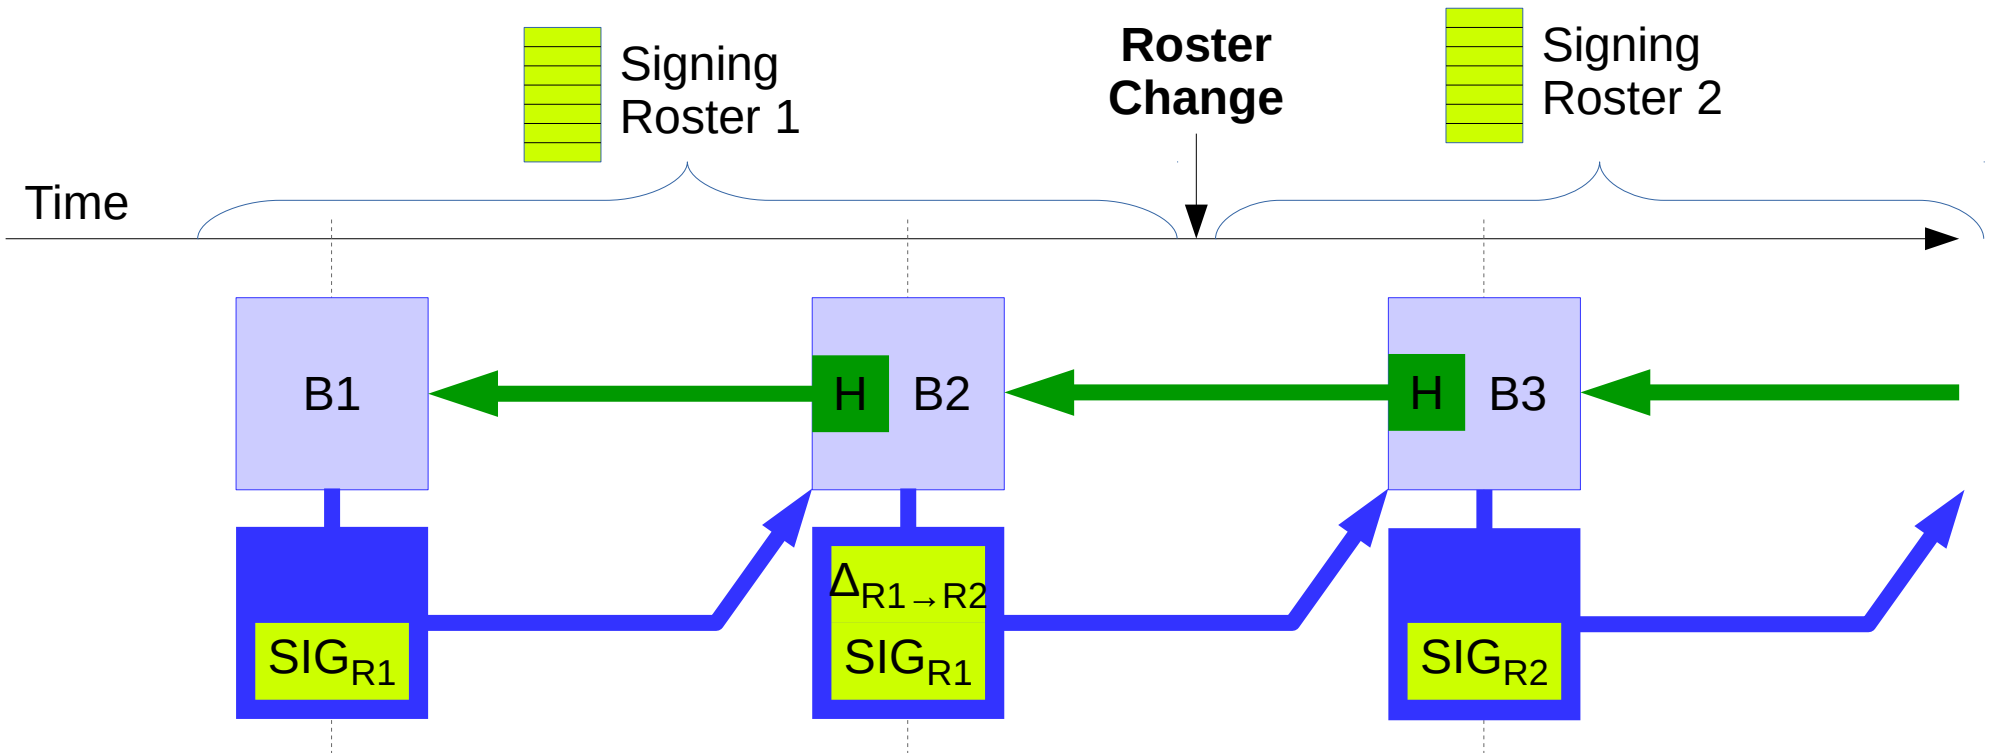 Signing
Roster 1
Roster
Change
Signing
Roster 2
Time
B1
H
B2
H
B3
ΔR1→R2
SIGR1
SIGR1
SIGR2